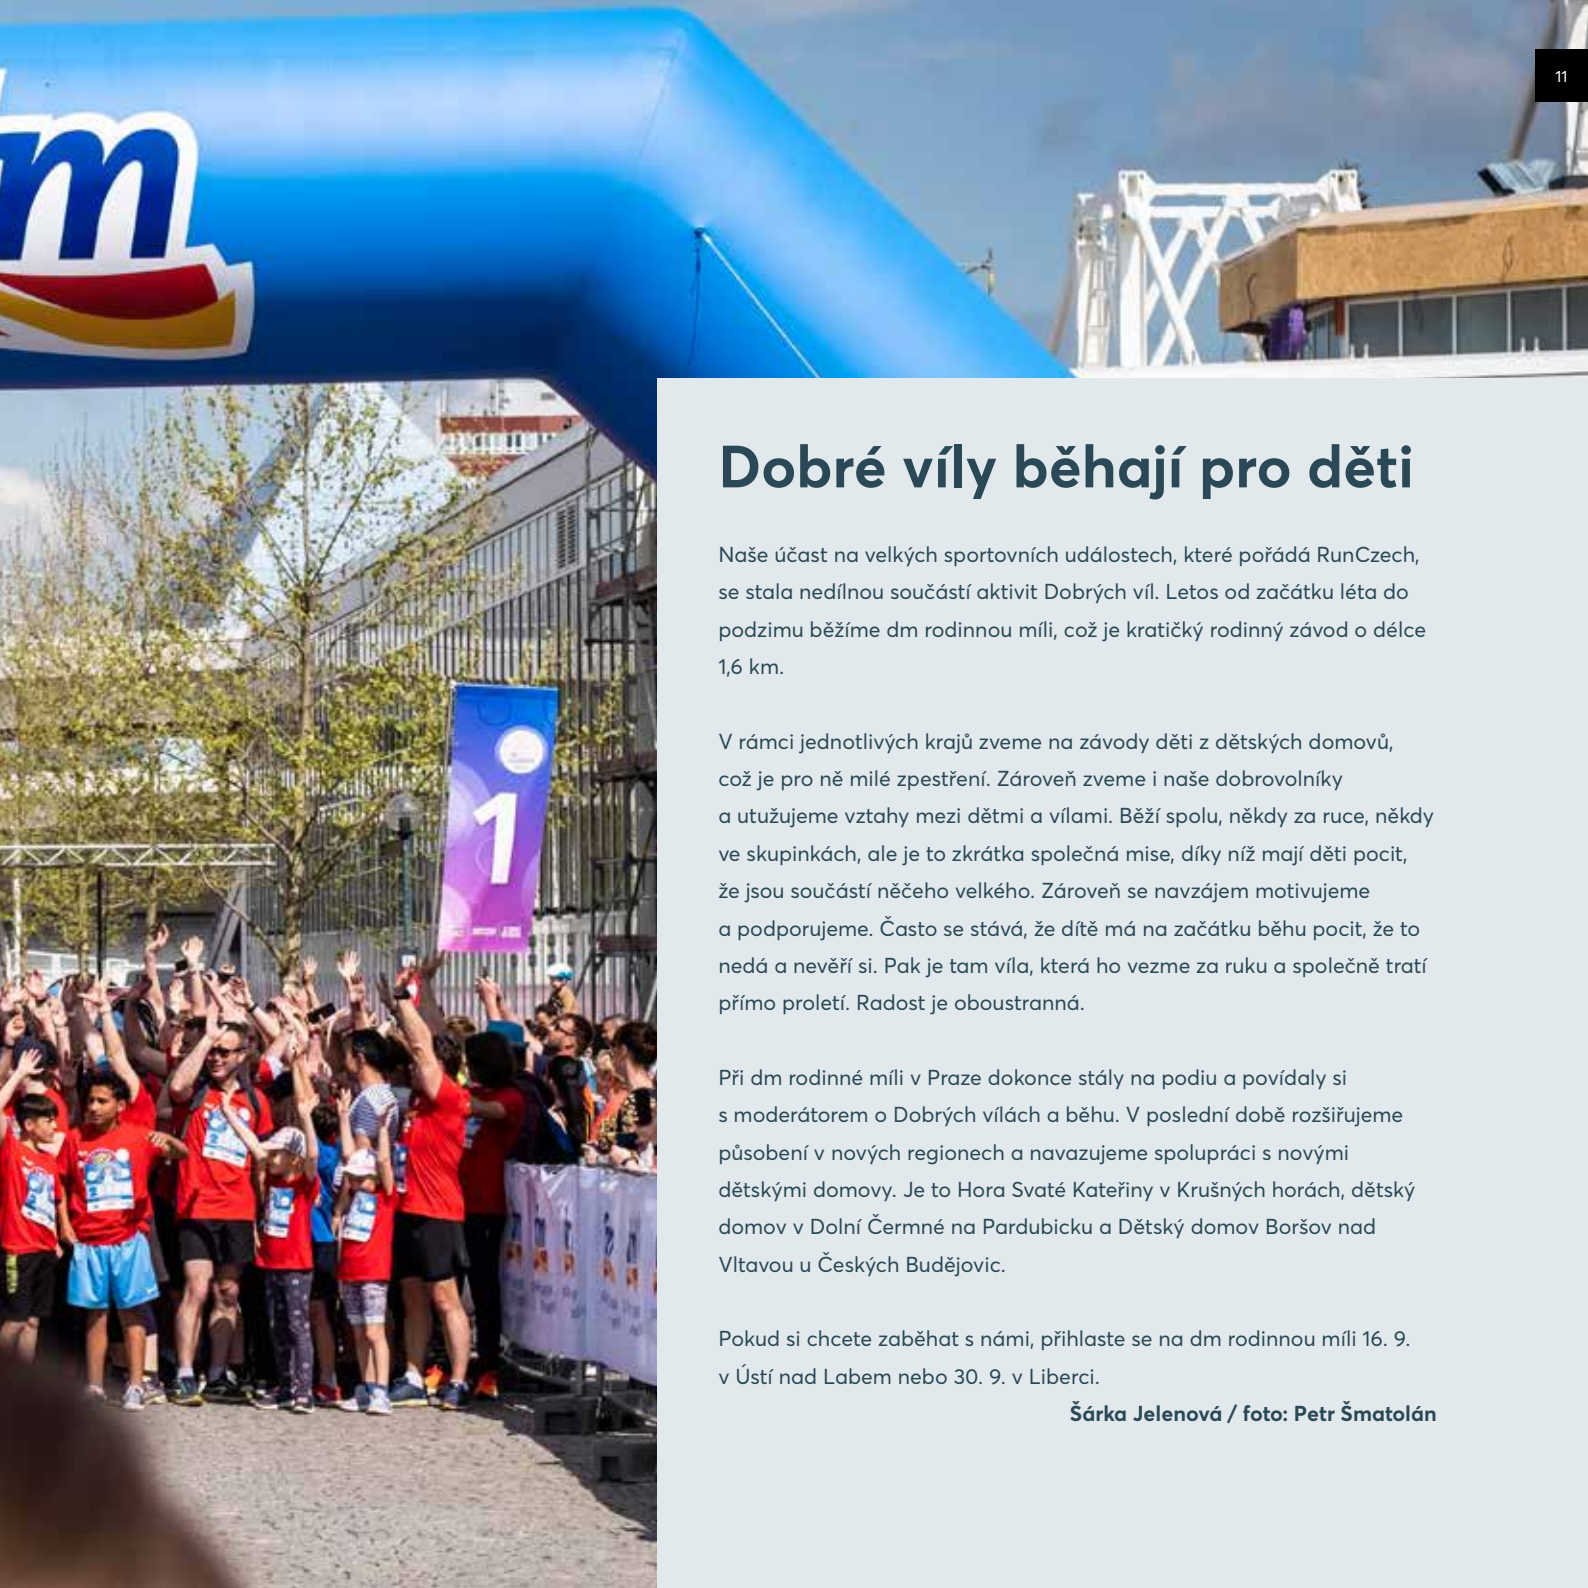 11
m
1
Dobré víly běhají pro děti
Naše účast na velkých sportovních událostech, které pořádá RunCzech,
se stala nedílnou součástí aktivit Dobrých víl. Letos od začátku léta do
podzimu běžíme dm rodinnou míli, což je kratičký rodinný závod o délce
1,6 km.
V rámci jednotlivých krajů zveme na závody děti z dětských domovů,
což je pro ně milé zpestření. Zároveň zveme i naše dobrovolníky
a utužujeme vztahy mezi dětmi a vílami. Běží spolu, někdy za ruce, někdy
ve skupinkách, ale je to zkrátka společná mise, díky níž mají děti pocit,
že jsou součástí něčeho velkého. Zároveň se navzájem motivujeme
a podporujeme. Často se stává, že dítě má na začátku běhu pocit, že to
nedá a nevěří si. Pak je tam víla, která ho vezme za ruku a společně tratí
přímo proletí. Radost je oboustranná.
Při dm rodinné míli v Praze dokonce stály na podiu a povídaly si
s moderátorem o Dobrých vílách a běhu. V poslední době rozšiřujeme
působení v nových regionech a navazujeme spolupráci s novými
dětskými domovy. Je to Hora Svaté Kateřiny v Krušných horách, dětský
domov v Dolní Čermné na Pardubicku a Dětský domov Boršov nad
Vltavou u Českých Budějovic.
Pokud si chcete zaběhat s námi, přihlaste se na dm rodinnou míli 16. 9.
v Ústí nad Labem nebo 30. 9. v Liberci.
Šárka Jelenová / foto: Petr Šmatolán